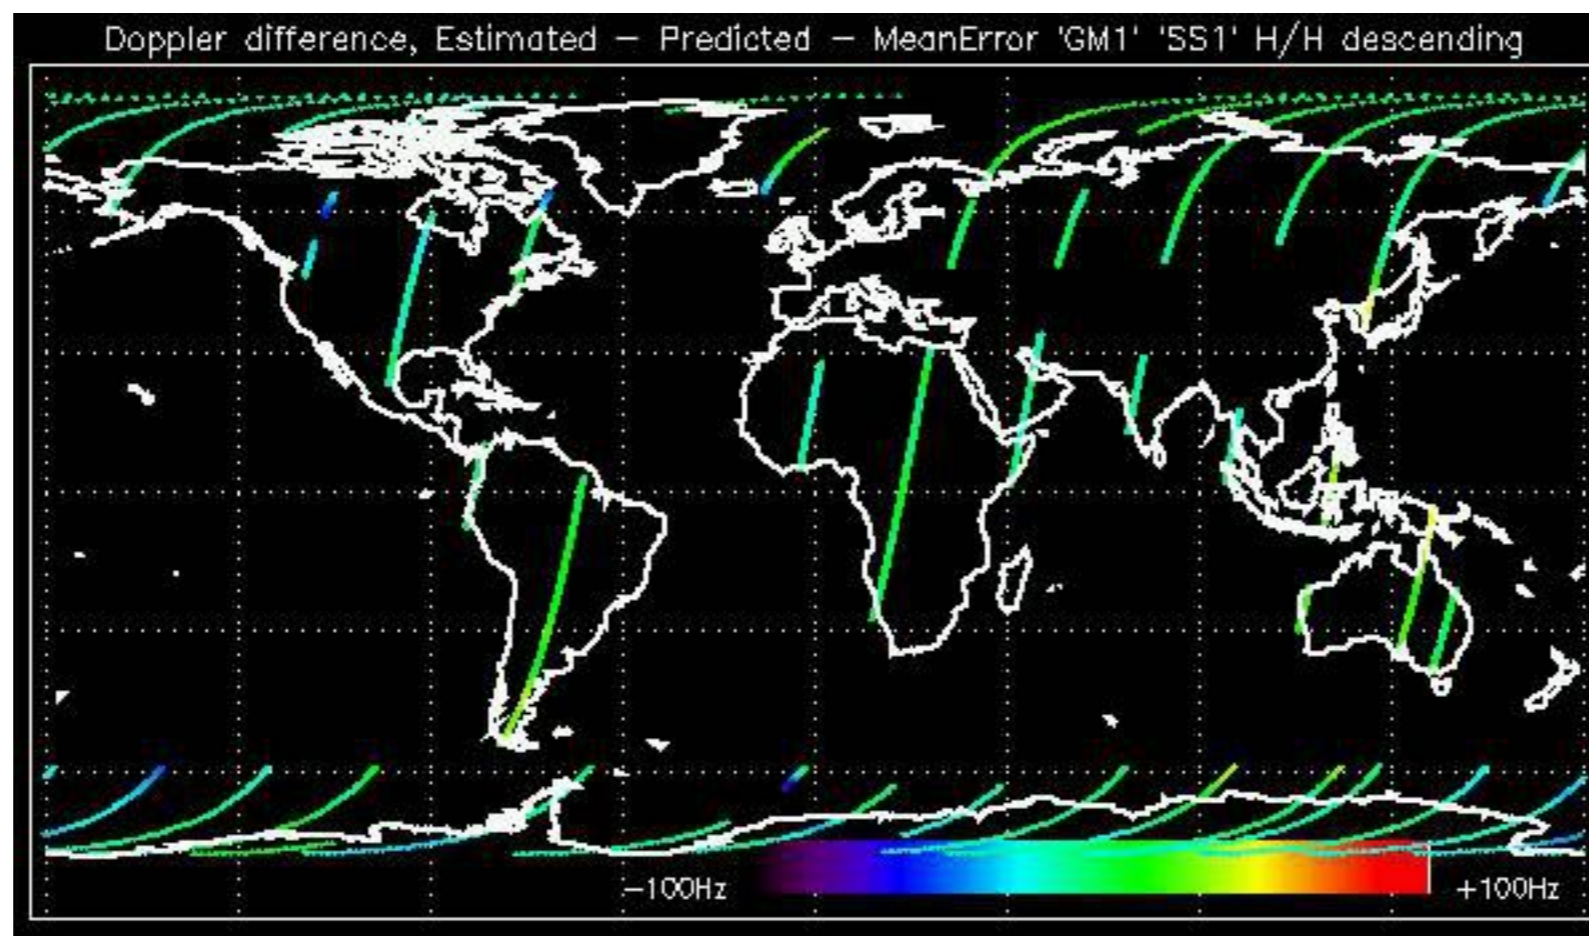 Doppler difference, Estimated – Predicted – MeanError 'GM1' 'SS1' H/H descending
–100Hz +100Hz